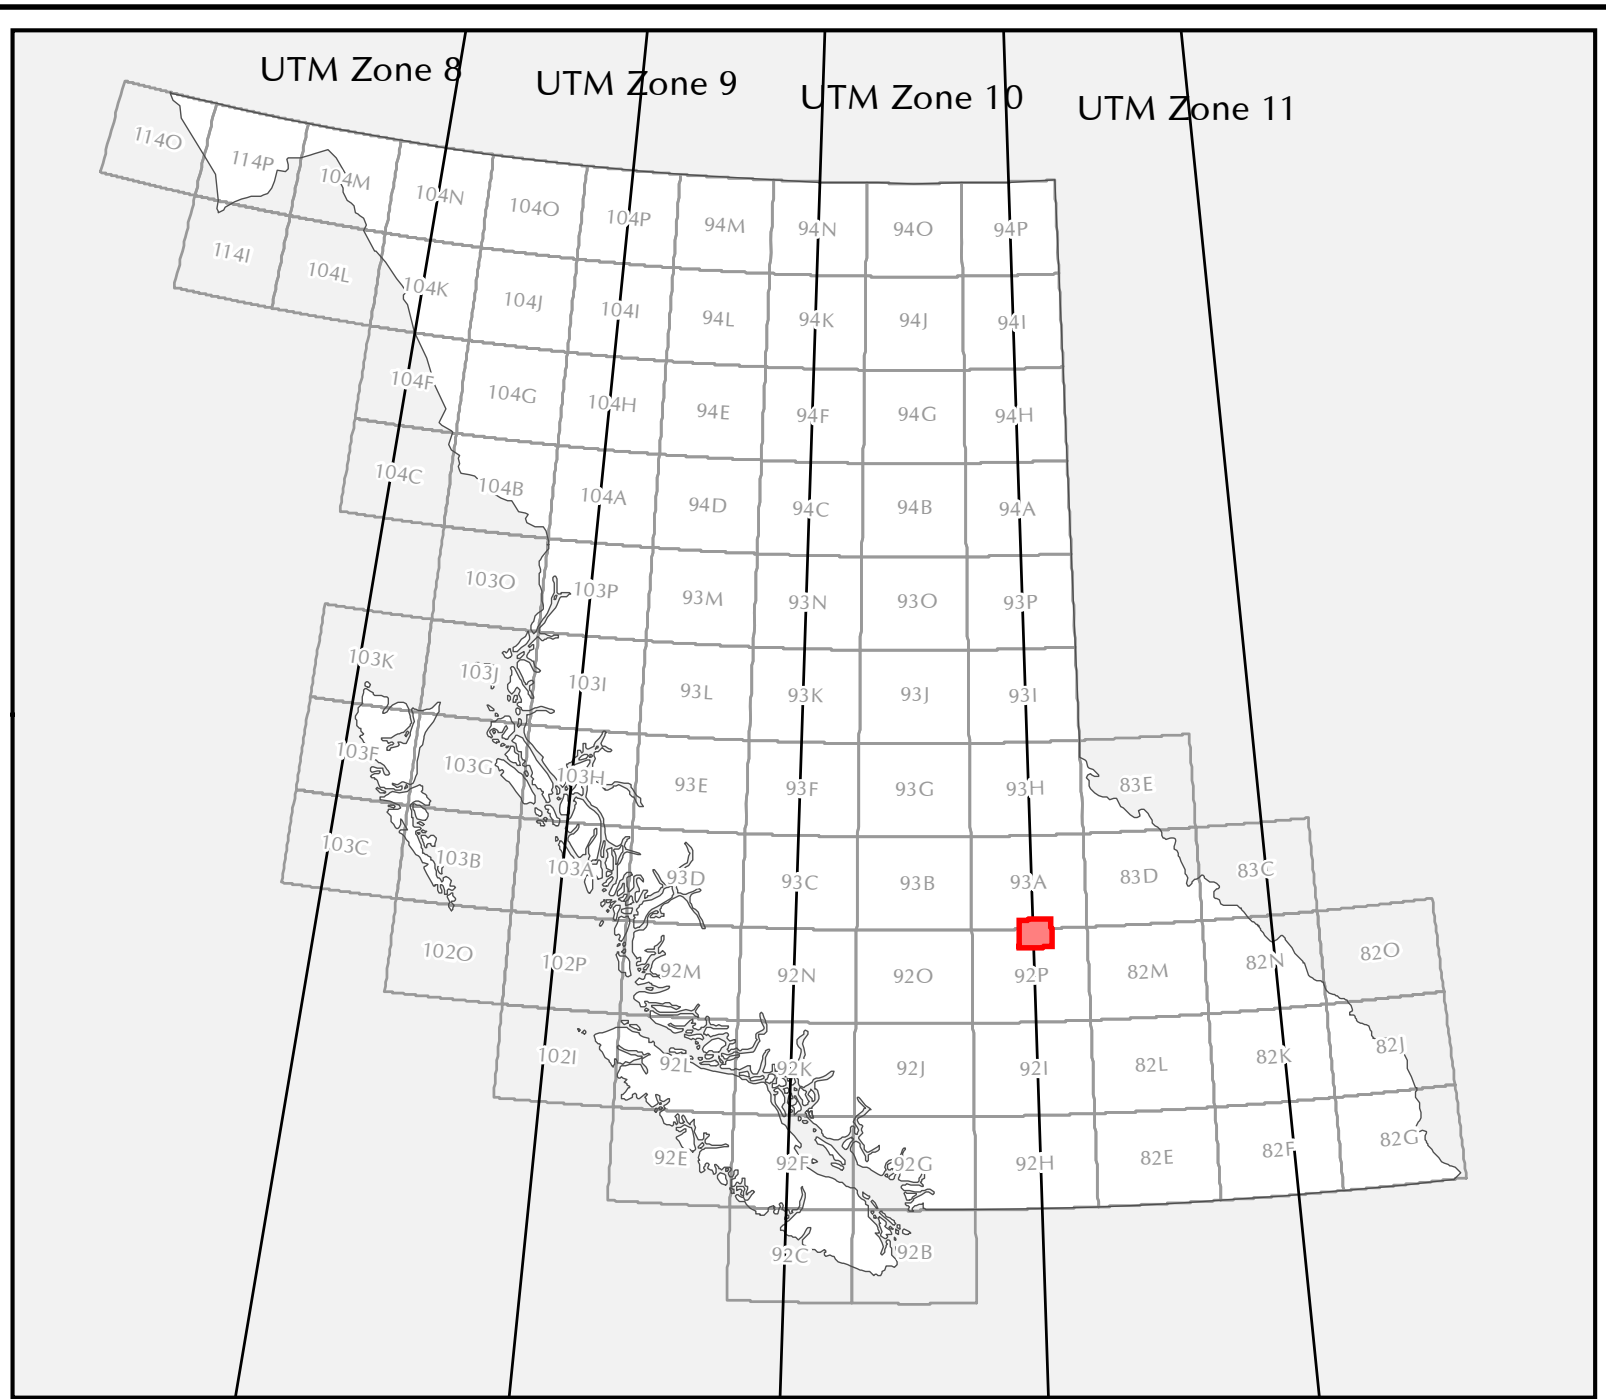 UTM Zone 8
UTM Zone 9
UTM Zone 10
UTM Zone 11
114O 114P 104M 104N 104O 104P 94M 94N 94O 94P
114I 104L 104K 104J 104I 94L 94K 94J 94I
104F 104G 104H 94E 94F 94G 94H
104C 104B 104A 94D 94C 94B 94A
103O 103P 93M 93N 93O 93P
103K 103J 103I 93L 93K 93J 93I
103F 103G 103H 93E 93F 93G 93H 83E
103C 103B 103A 93D 93C 93B 93A 83D 83C
102O 102P 92M 92N 92O 92P 82M 82N 82O
102I 92L 92K 92J 92I 82L 82K 82J
92E 92F 92G 92H 82E 82F 82G
92C 92B